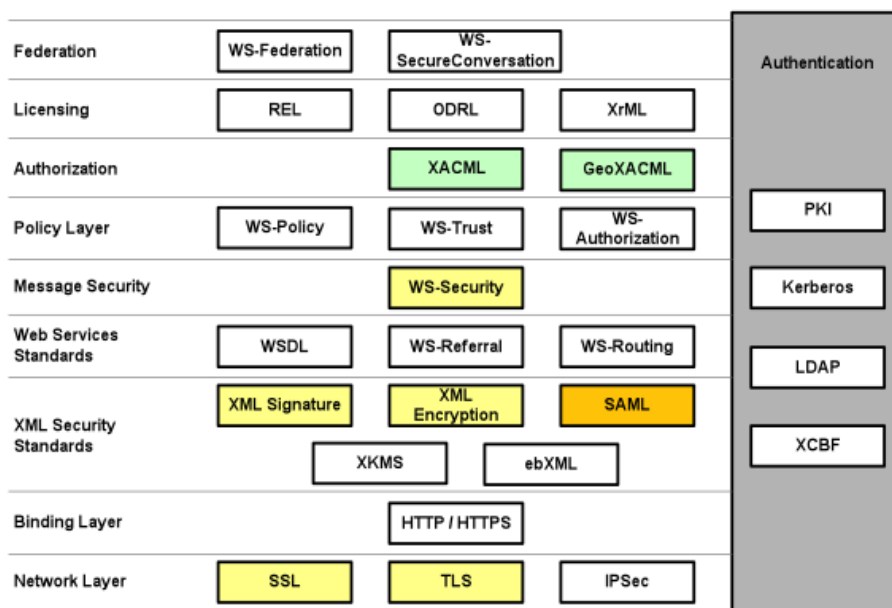 Federation
WS-Federation
WS-
SecureConversation
Authentication
Licensing
REL
ODRL
XrML
Authorization
XACML
GeoXACML
Policy Layer
WS-Policy
WS-Trust
WS-
Authorization
PKI
Message Security
WS-Security
Kerberos
Web Services
Standards
WSDL
WS-Referral
WS-Routing
LDAP
XML Security
Standards
XML Signature
XML
Encryption
SAML
XKMS
ebXML
XCBF
Binding Layer
HTTP / HTTPS
Network Layer
SSL
TLS
IPSec